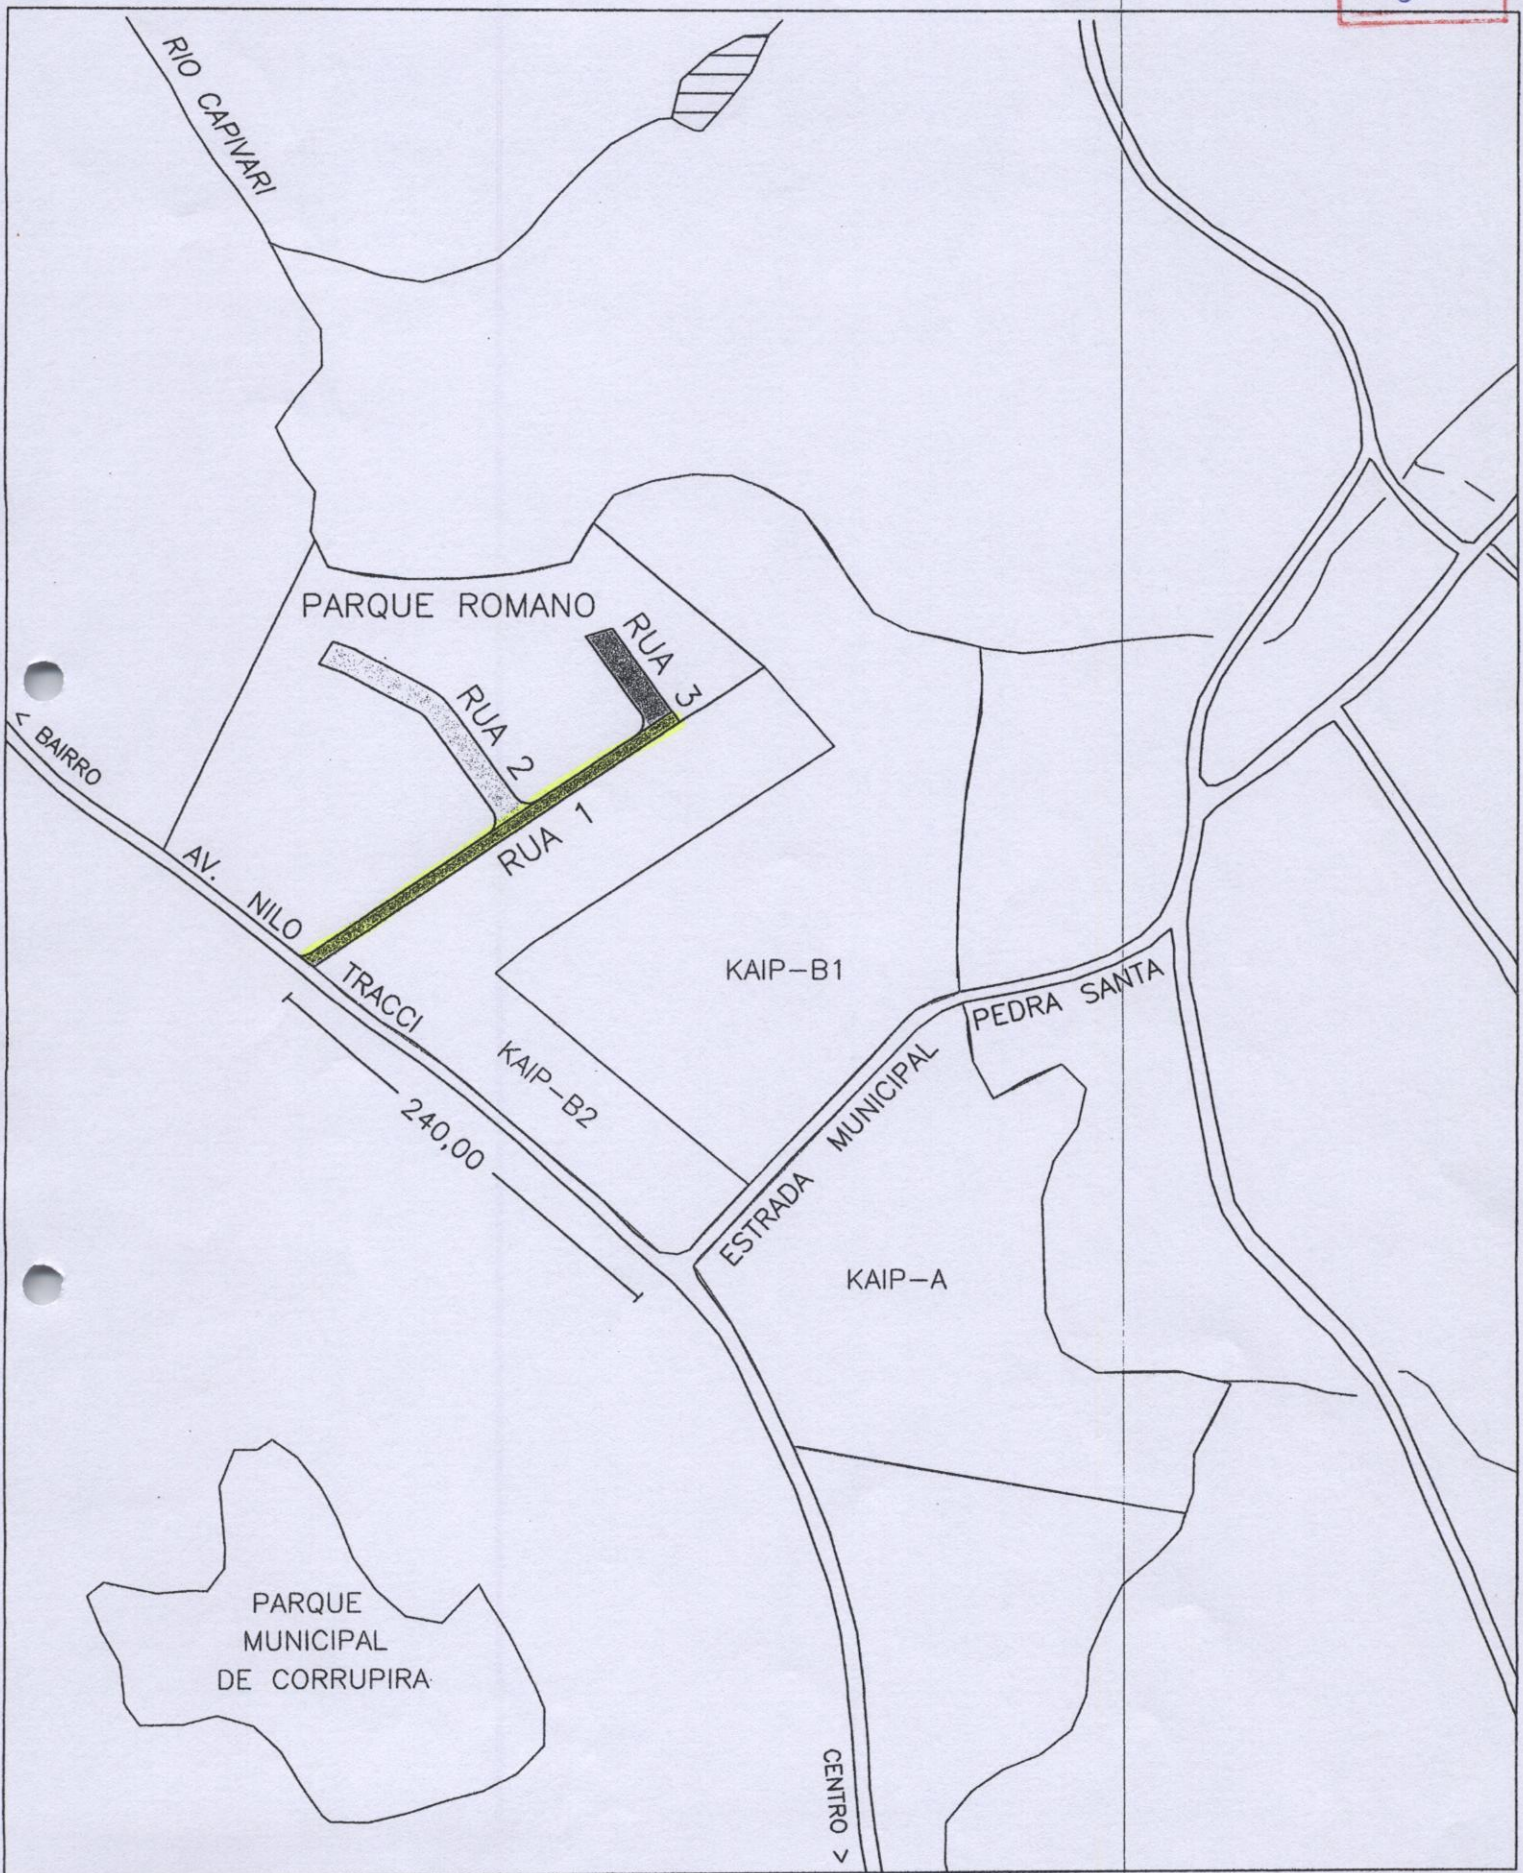 RIO CAPIVARI
PARQUE ROMANO
RUA 3
RUA 2
RUA 1
< BAIRRO
AV. NILO TRACCI
KAIP-B1
PEDRA SANTA
KAIP-B2
240,00
ESTRADA MUNICIPAL
KAIP-A
PARQUE
MUNICIPAL
DE CORRUPIRA
CENTRO >